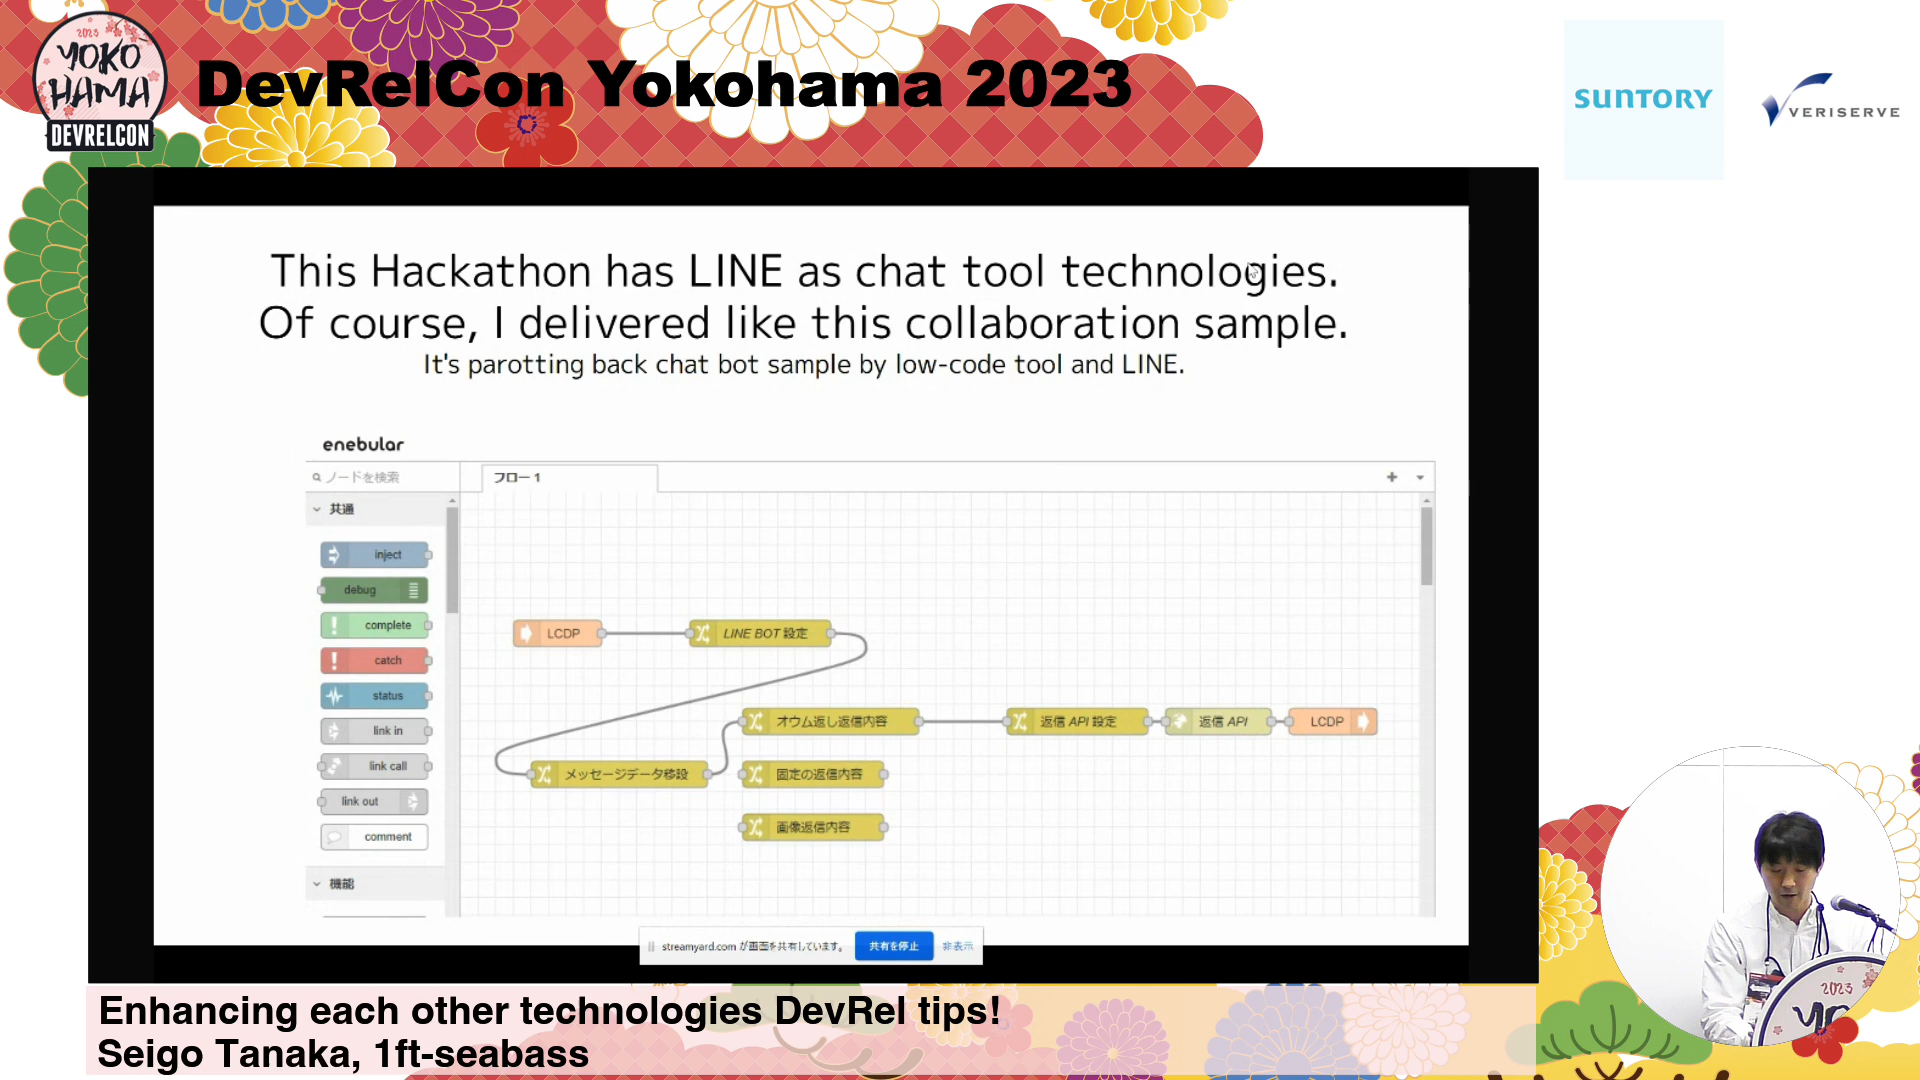 2023
YOKO
HAMA
DEVRELCON
DevRelCon Yokohama 2023
SUNTORY
VERISERVE
This Hackathon has LINE as chat tool technologies.
Of course, I delivered like this collaboration sample.
It's parotting back chat bot sample by low-code tool and LINE.
enebular
ノードを検索
フロー 1
共通
inject
debug
complete
catch
status
link in
link call
link out
comment
機能
LCDP
LINE BOT 設定
オウム返し返信内容
返信 API 設定
返信 API
LCDP
メッセージデータ移設
固定の返信内容
画像返信内容
streamyard.com が画面を共有しています。
共有を停止
非表示
2023
Enhancing each other technologies DevRel tips!
Seigo Tanaka, 1ft-seabass